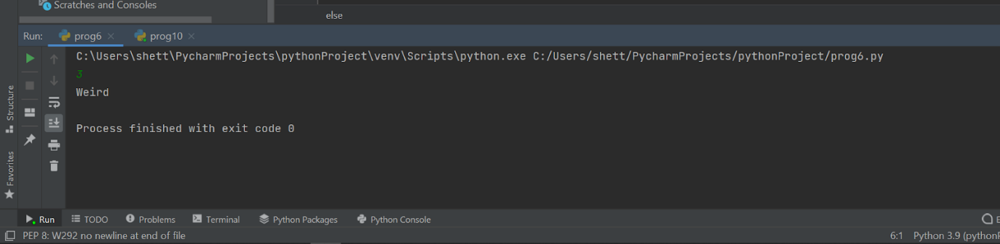 Scratches and Consoles
else
Run: prog6 prog10
C:\Users\shett\PycharmProjects\pythonProject\venv\Scripts\python.exe C:/Users/shett/PycharmProjects/pythonProject/prog6.py
3
Weird
Process finished with exit code 0
Structure
Favorites
Run TODO Problems Terminal Python Packages Python Console
PEP 8: W292 no newline at end of file 6:1 Python 3.9